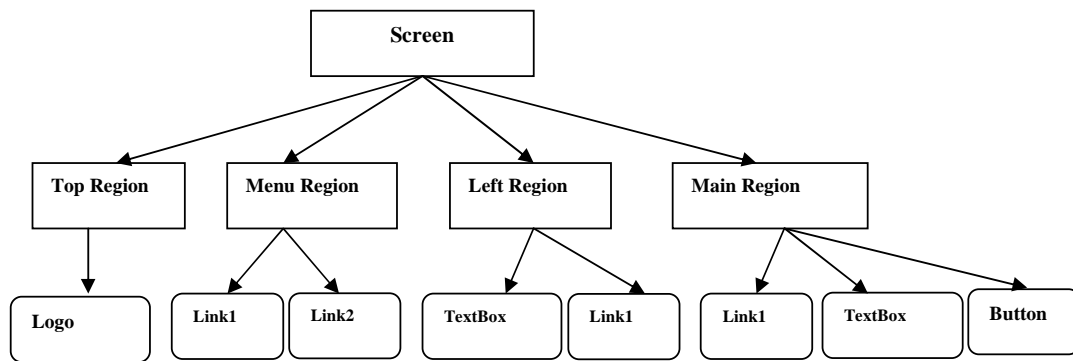 Screen
Top Region
Menu Region
Left Region
Main Region
Logo
Link1
Link2
TextBox
Link1
Link1
TextBox
Button